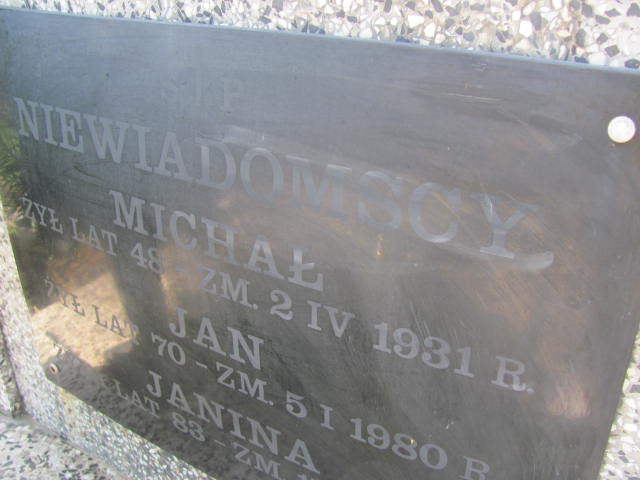 Ś.†P.
NIEWIADOMSCY
MICHAŁ
ŻYŁ LAT 48 - ZM. 2 IV 1931 R.
JAN
ŻYŁ LAT 70 - ZM. 5 I 1980 R.
JANINA
LAT 83 - ZM.